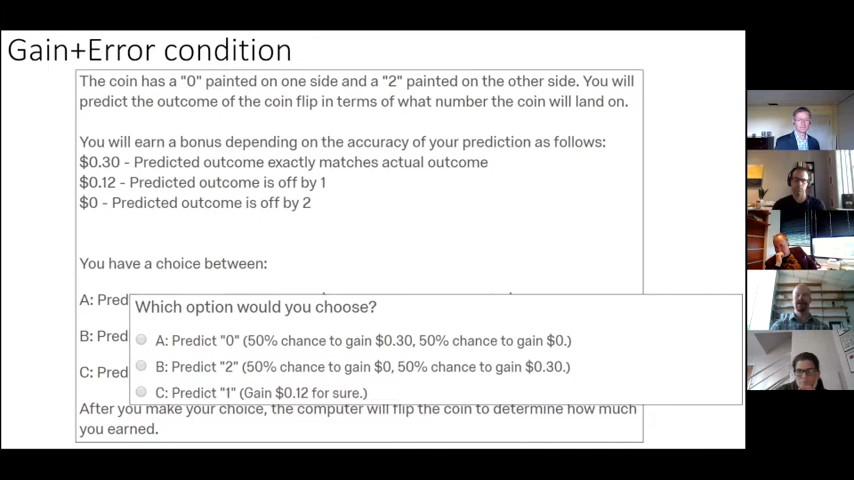 Gain+Error condition
The coin has a "0" painted on one side and a "2" painted on the other side. You will
predict the outcome of the coin flip in terms of what number the coin will land on.
You will earn a bonus depending on the accuracy of your prediction as follows:
$0.30 - Predicted outcome exactly matches actual outcome
$0.12 - Predicted outcome is off by 1
$0 - Predicted outcome is off by 2
You have a choice between:
A: Pred
B: Pred
C: Pred
Which option would you choose?
A: Predict "0" (50% chance to gain $0.30, 50% chance to gain $0.)
B: Predict "2" (50% chance to gain $0, 50% chance to gain $0.30.)
C: Predict "1" (Gain $0.12 for sure.)
After you make your choice, the computer will flip the coin to determine how much
you earned.